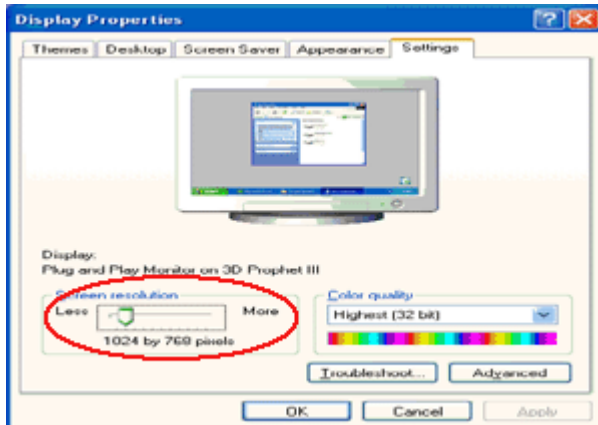 Display Properties
Themes Desktop Screen Saver Appearance Settings
Display:
Plug and Play Monitor on 3D Prophet III
Screen resolution
Less More
1024 by 768 pixels
Color quality
Highest (32 bit)
Troubleshoot... Advanced
OK Cancel Apply